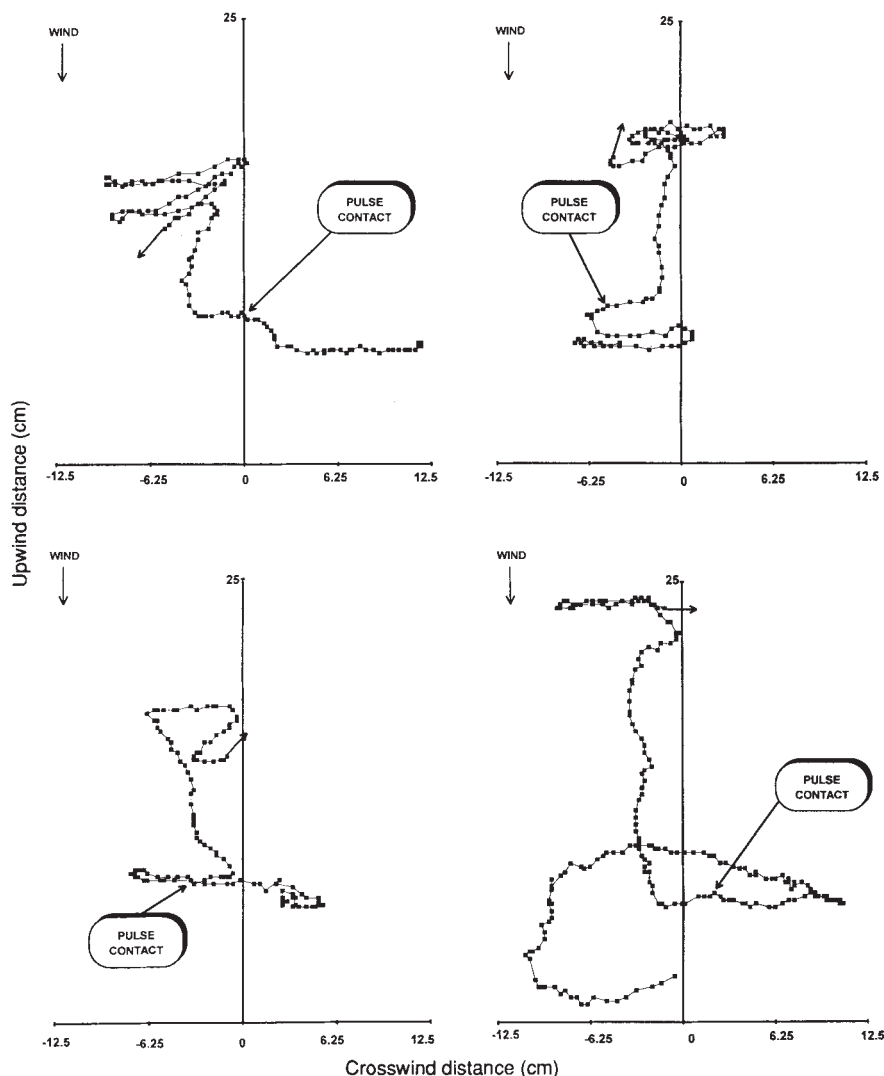 WIND
25
PULSE
CONTACT
-12.5
-6.25
0
6.25
12.5
WIND
25
PULSE
CONTACT
-12.5
-6.25
0
6.25
12.5
Upwind distance (cm)
WIND
25
PULSE
CONTACT
-12.5
-6.25
0
6.25
12.5
WIND
25
PULSE
CONTACT
-12.5
-6.25
0
6.25
12.5
Crosswind distance (cm)